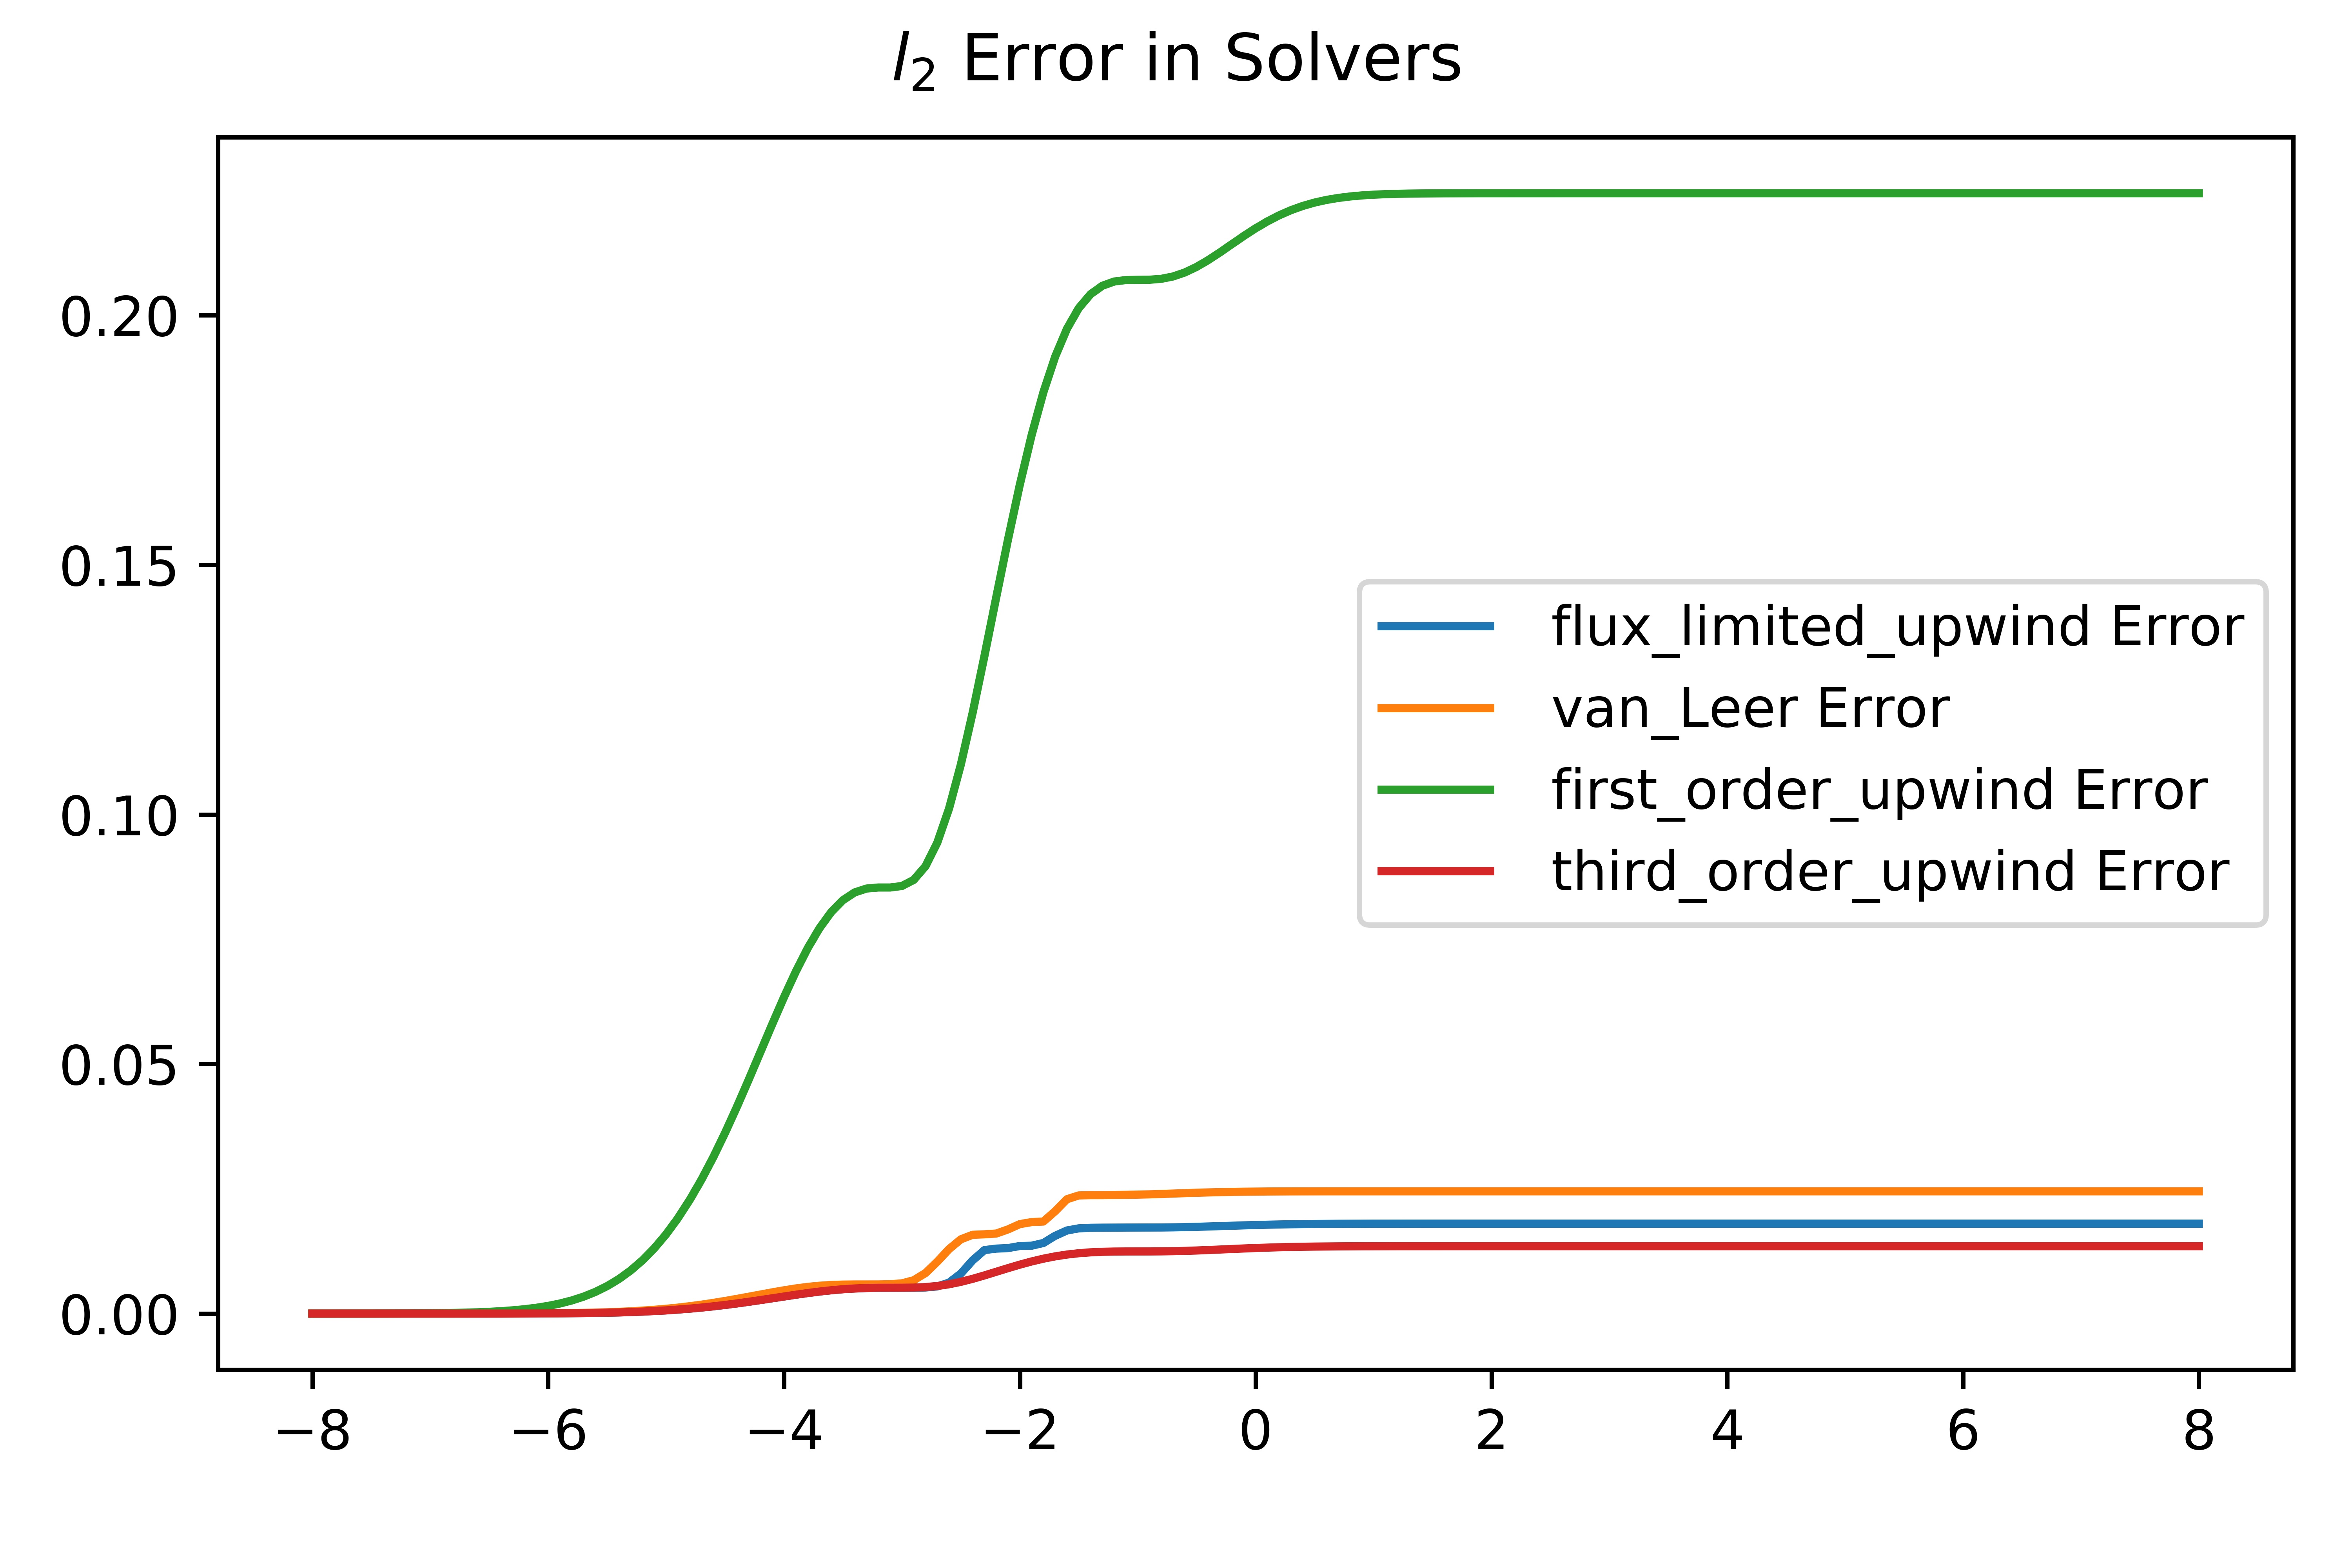 l2 Error in Solvers
0.20
0.15
0.10
0.05
0.00
flux_limited_upwind Error
van_Leer Error
first_order_upwind Error
third_order_upwind Error
−8 −6 −4 −2 0 2 4 6 8